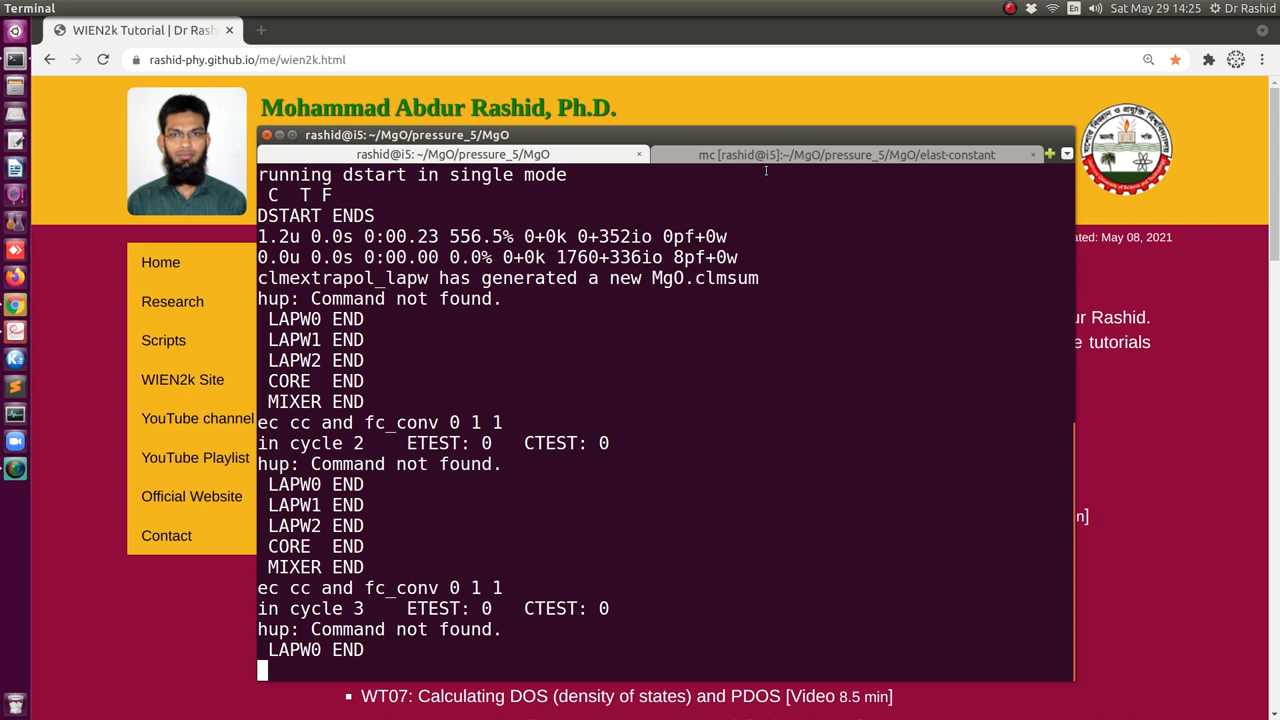 Terminal
En
Sat May 29 14:25
Dr Rashid
WIEN2k Tutorial | Dr Rash
rashid-phy.github.io/me/wien2k.html
Mohammad Abdur Rashid, Ph.D.
rashid@i5: ~/MgO/pressure_5/MgO
rashid@i5: ~/MgO/pressure_5/MgO
mc [rashid@i5]:~/MgO/pressure_5/MgO/elast-constant
running dstart in single mode
C T F
DSTART ENDS
1.2u 0.0s 0:00.23 556.5% 0+0k 0+352io 0pf+0w
0.0u 0.0s 0:00.00 0.0% 0+0k 1760+336io 8pf+0w
clmextrapol_lapw has generated a new MgO.clmsum
hup: Command not found.
LAPW0 END
LAPW1 END
LAPW2 END
CORE END
MIXER END
ec cc and fc_conv 0 1 1
in cycle 2 ETEST: 0 CTEST: 0
hup: Command not found.
LAPW0 END
LAPW1 END
LAPW2 END
CORE END
MIXER END
ec cc and fc_conv 0 1 1
in cycle 3 ETEST: 0 CTEST: 0
hup: Command not found.
LAPW0 END
Home
Research
Scripts
WIEN2k Site
YouTube channel
YouTube Playlist
Official Website
Contact
ated: May 08, 2021
ur Rashid.
e tutorials
n]
WT07: Calculating DOS (density of states) and PDOS [Video 8.5 min]